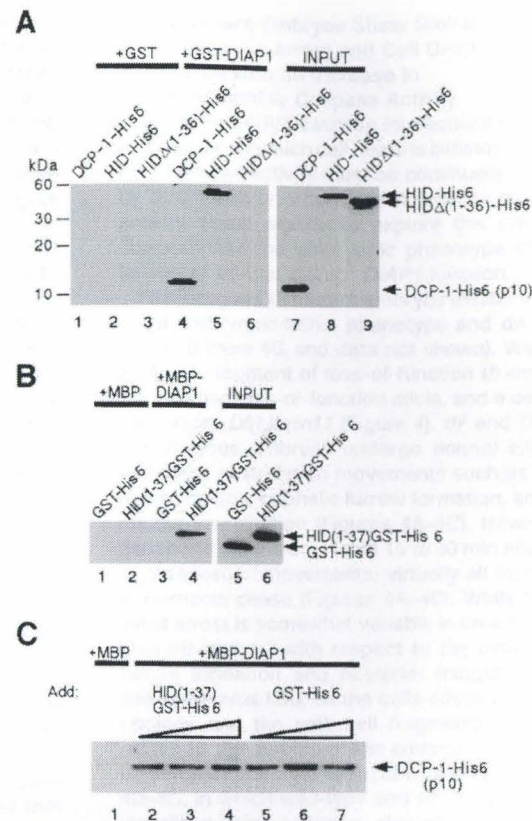 A
+GST +GST-DIAP1 INPUT
DCP-1-His6 HID-His6 HIDΔ(1-36)-His6 DCP-1-His6 HID-His6 HIDΔ(1-36)-His6 DCP-1-His6 HID-His6 HIDΔ(1-36)-His6
kDa
60
30
20
10
HID-His6
HIDΔ(1-36)-His6
DCP-1-His6 (p10)
1 2 3 4 5 6 7 8 9
B
+MBP +MBP-DIAP1 INPUT
GST-His 6 HID(1-37)GST-His 6 GST-His 6 HID(1-37)GST-His 6 GST-His 6 HID(1-37)GST-His 6
HID(1-37)GST-His 6
GST-His 6
1 2 3 4 5 6
C
+MBP +MBP-DIAP1
Add: HID(1-37) GST-His 6 GST-His6
DCP-1-His6
(p10)
1 2 3 4 5 6 7